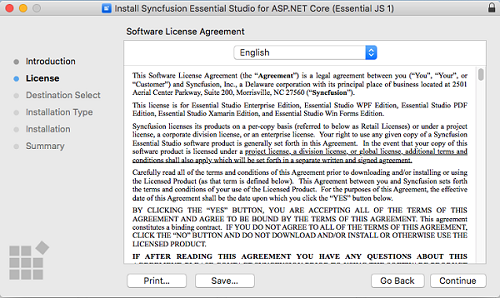 Install Syncfusion Essential Studio for ASP.NET Core (Essential JS 1)
Software License Agreement
Introduction
License
Destination Select
Installation Type
Installation
Summary
English
This Software License Agreement (the “Agreement”) is a legal agreement between you (“You”, “Your”, or
“Customer”) and Syncfusion, Inc., a Delaware corporation with its principal place of business located at 2501
Aerial Center Parkway, Suite 200, Morrisville, NC 27560 (“Syncfusion”).
This license is for Essential Studio Enterprise Edition, Essential Studio WPF Edition, Essential Studio PDF
Edition, Essential Studio Xamarin Edition, and Essential Studio Win Forms Edition.
Syncfusion licenses its products on a per-copy basis (referred to below as Retail Licenses) or under a project
license, a corporate division license, or an enterprise license. Your right to use any given copy of a Syncfusion
Essential Studio software product is generally set forth in this Agreement. In the event that your copy of this
software product is licensed under a project license, a division license, or global license, additional terms and
conditions shall also apply which will be set forth in a separate written and signed agreement.
Carefully read all of the terms and conditions of this Agreement prior to downloading and/or installing or using
the Licensed Product (as that term is defined below). This Agreement between you and Syncfusion sets forth
the terms and conditions of your use of the Licensed Product. For the purposes of this Agreement, the effective
date of this Agreement shall be the date upon which you click the “YES” button below.
BY CLICKING THE “YES” BUTTON, YOU ARE ACCEPTING ALL OF THE TERMS OF THIS
AGREEMENT AND AGREE TO BE BOUND BY THE TERMS OF THIS AGREEMENT. This agreement
constitutes a binding contract. IF YOU DO NOT AGREE TO ALL OF THE TERMS OF THIS AGREEMENT,
CLICK THE “NO” BUTTON AND DO NOT DOWNLOAD AND/OR INSTALL OR OTHERWISE USE THE
LICENSED PRODUCT.
IF AFTER READING THIS AGREEMENT YOU HAVE ANY QUESTIONS ABOUT THIS
Print...
Save...
Go Back
Continue